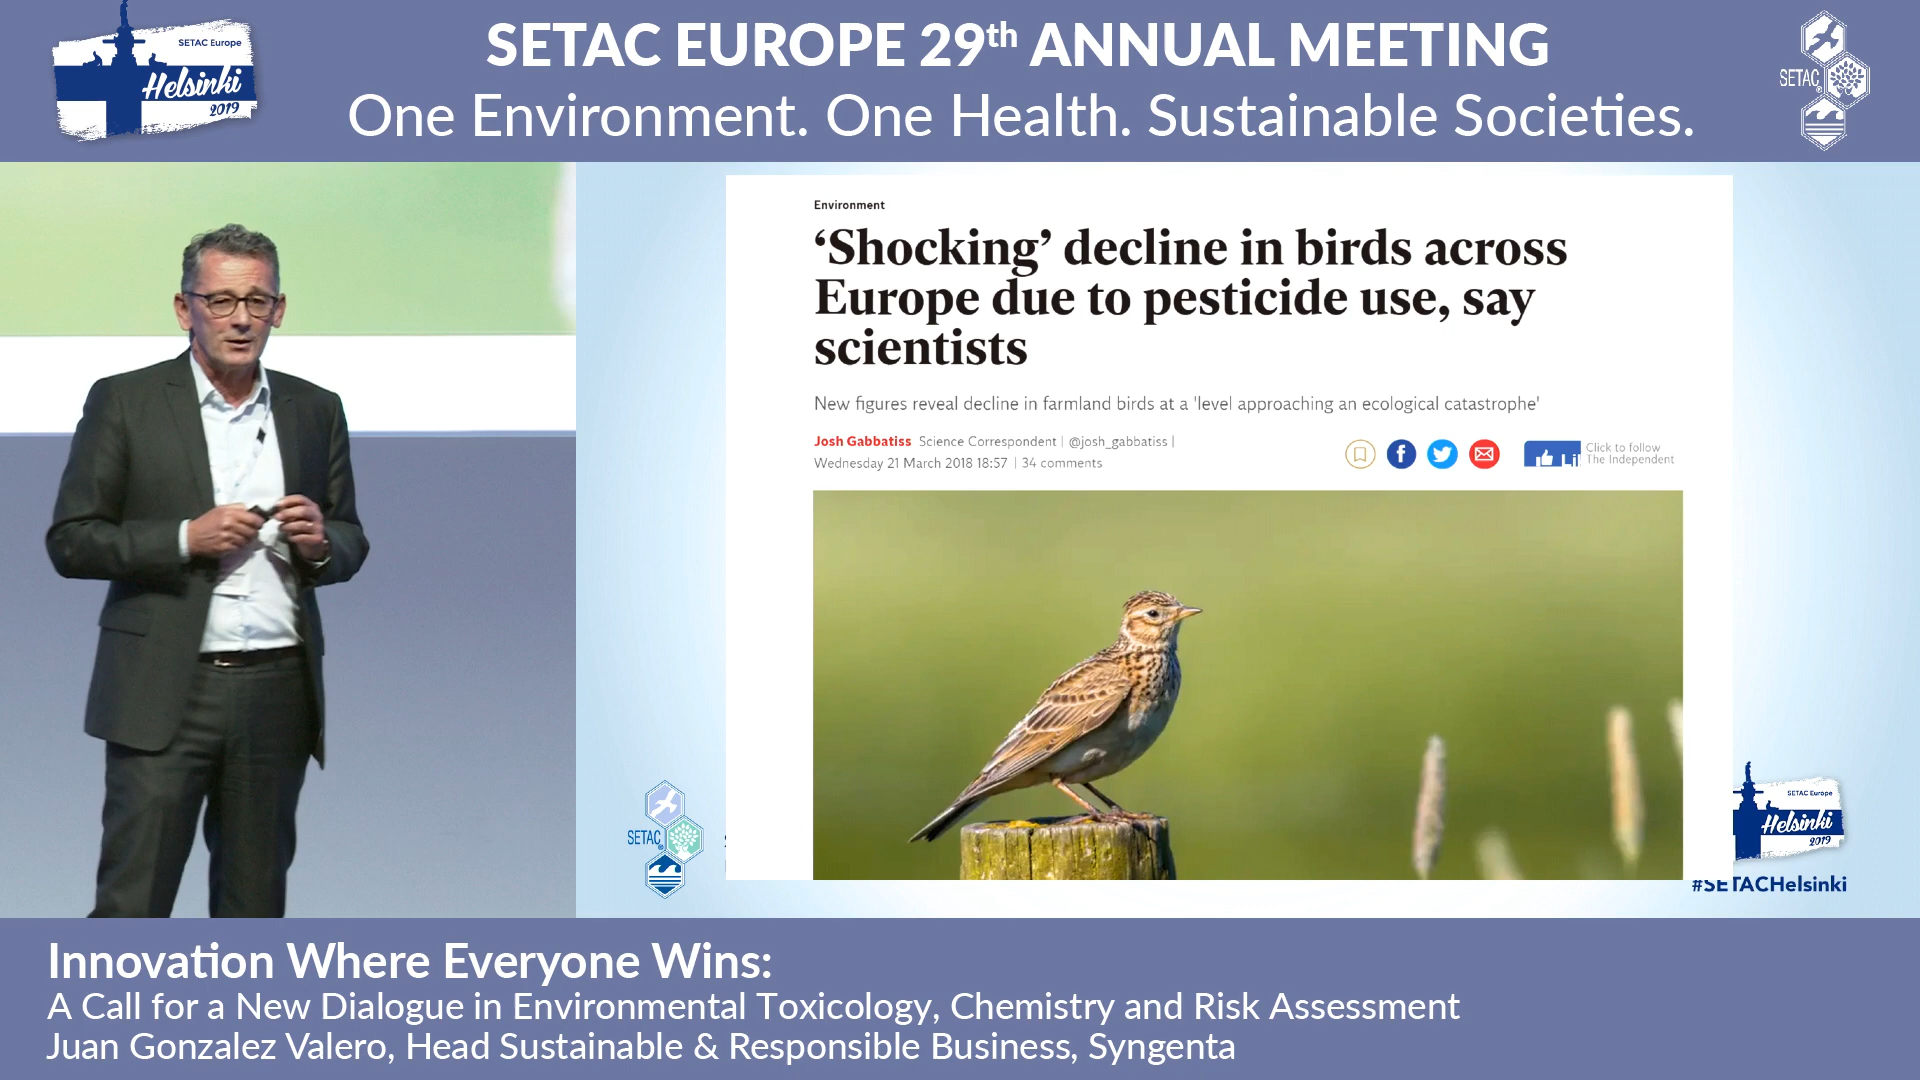 SETAC Europe
Helsinki
2019
SETAC EUROPE 29th ANNUAL MEETING
One Environment. One Health. Sustainable Societies.
SETAC
Environment
‘Shocking’ decline in birds across
Europe due to pesticide use, say
scientists
New figures reveal decline in farmland birds at a 'level approaching an ecological catastrophe'
Josh Gabbatiss Science Correspondent | @josh_gabbatiss |
Wednesday 21 March 2018 18:57 | 34 comments
Click to follow
The Independent
SETAC
SETAC Europe
Helsinki
2019
#SETACHelsinki
Innovation Where Everyone Wins:
A Call for a New Dialogue in Environmental Toxicology, Chemistry and Risk Assessment
Juan Gonzalez Valero, Head Sustainable & Responsible Business, Syngenta